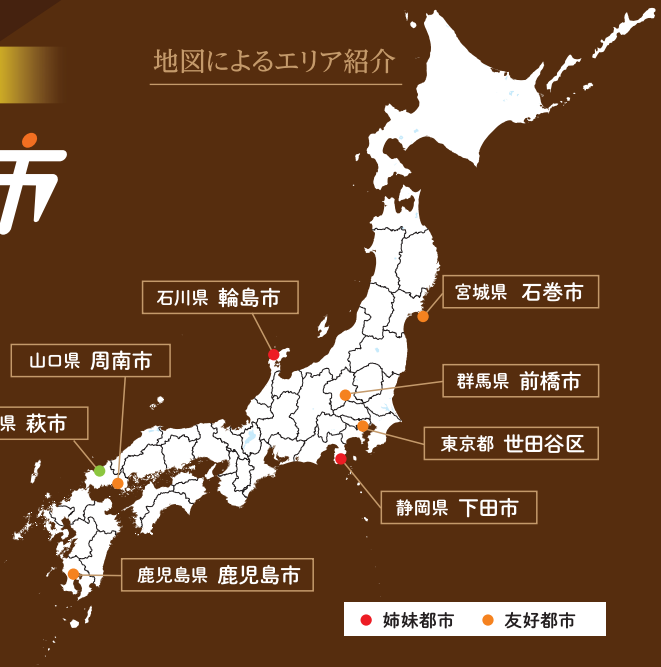 地図によるエリア紹介
市
石川県 輪島市
宮城県 石巻市
山口県 周南市
群馬県 前橋市
県 萩市
東京都 世田谷区
静岡県 下田市
鹿児島県 鹿児島市
姉妹都市 友好都市